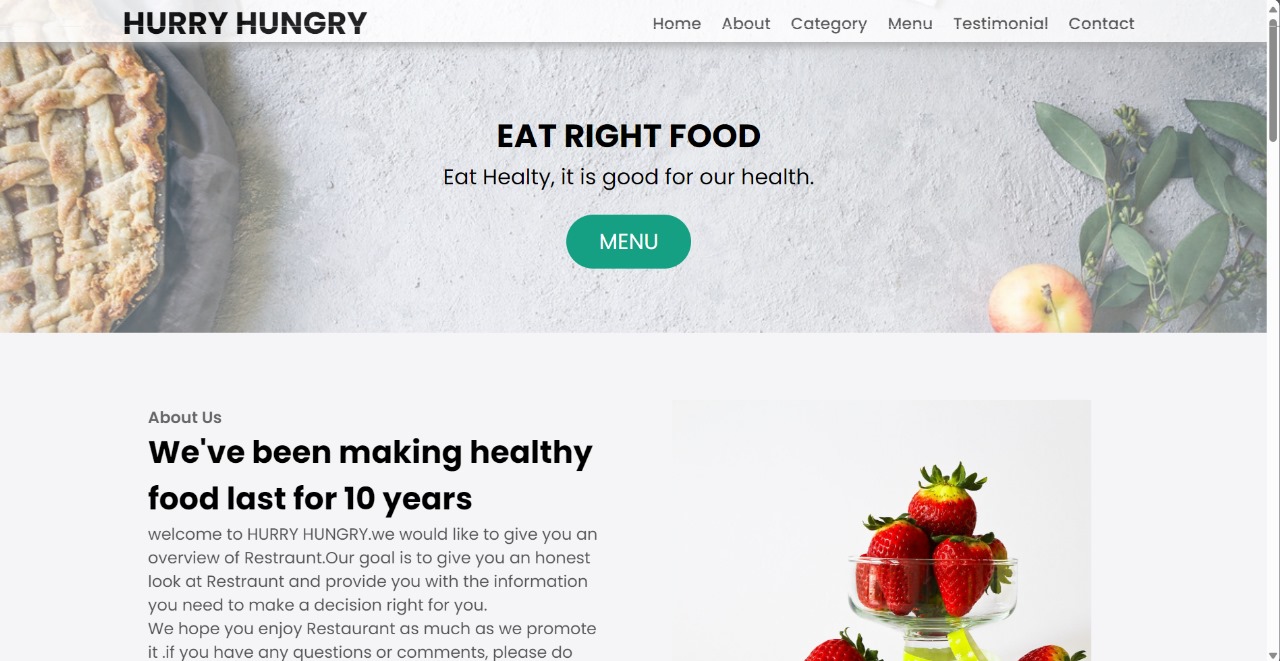 HURRY HUNGRY
Home About Category Menu Testimonial Contact
EAT RIGHT FOOD
Eat Healty, it is good for our health.
MENU
About Us
We've been making healthy
food last for 10 years
welcome to HURRY HUNGRY.we would like to give you an
overview of Restraunt.Our goal is to give you an honest
look at Restraunt and provide you with the information
you need to make a decision right for you.
We hope you enjoy Restaurant as much as we promote
it .if you have any questions or comments, please do